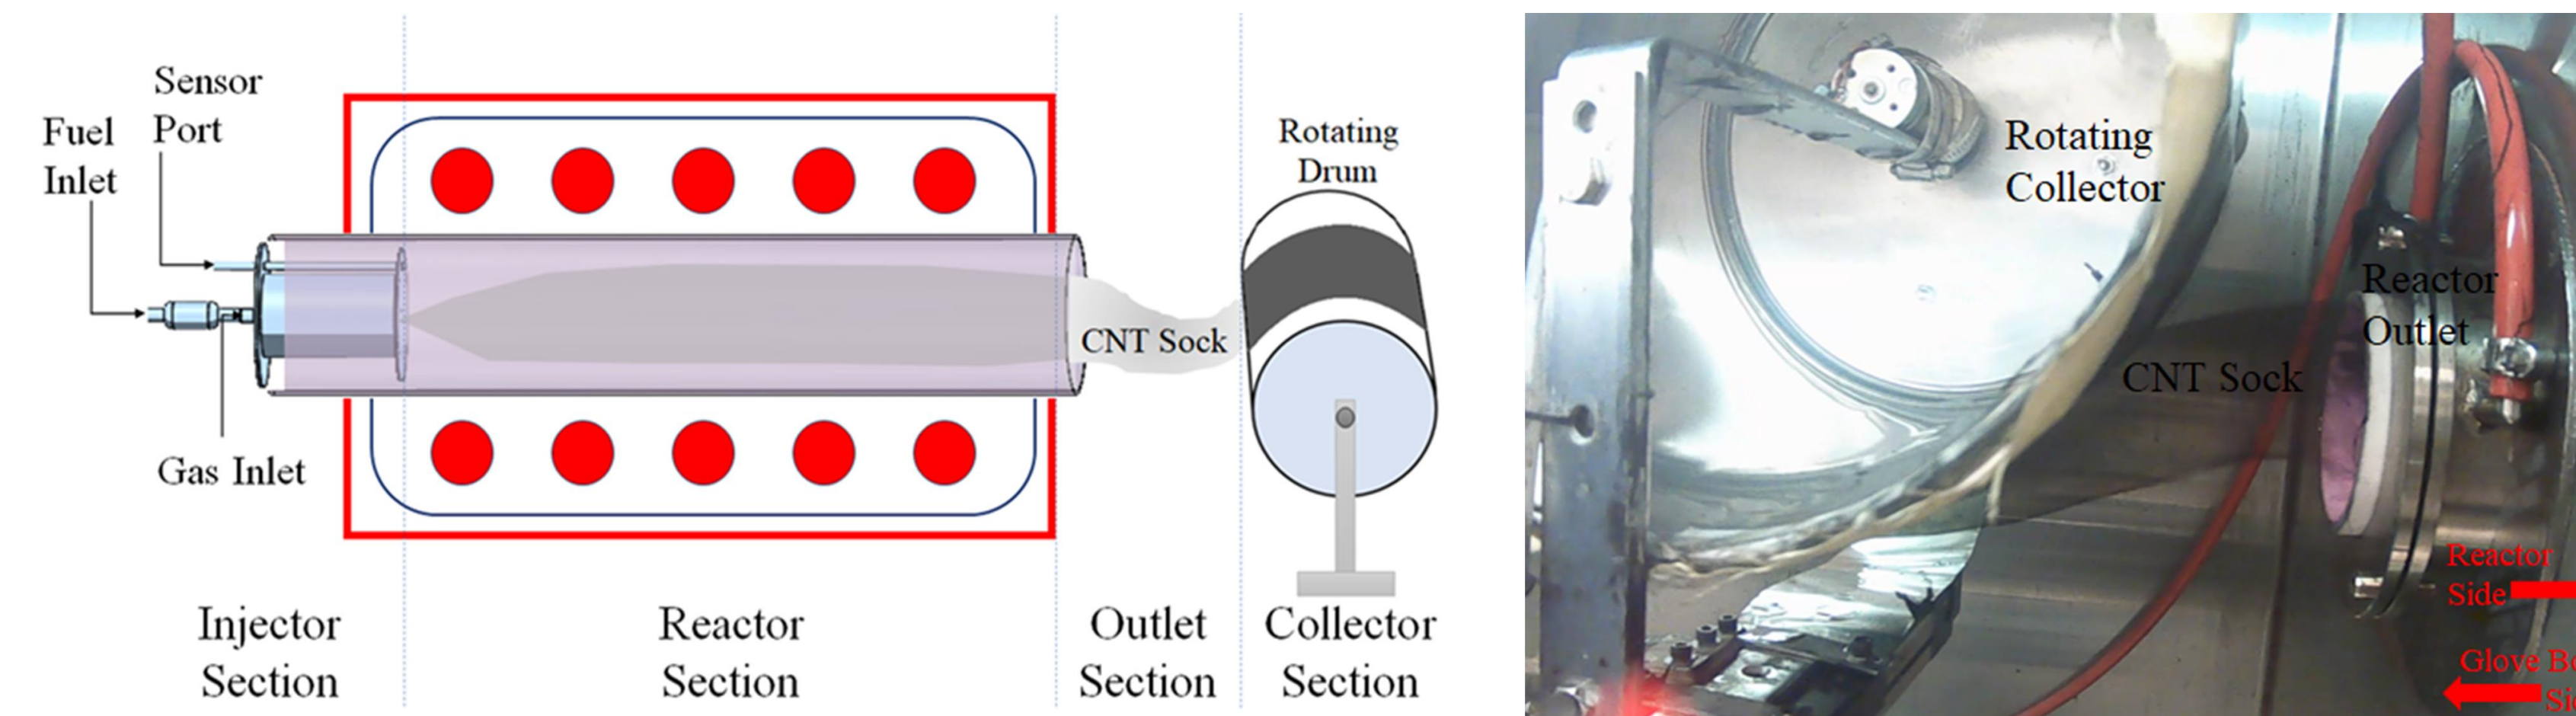 Sensor
Port
Fuel
Inlet
Gas Inlet
CNT Sock
Rotating
Drum
Injector
Section
Reactor
Section
Outlet
Section
Collector
Section
Rotating
Collector
Reactor
Outlet
CNT Sock
Reactor
Side
Glove